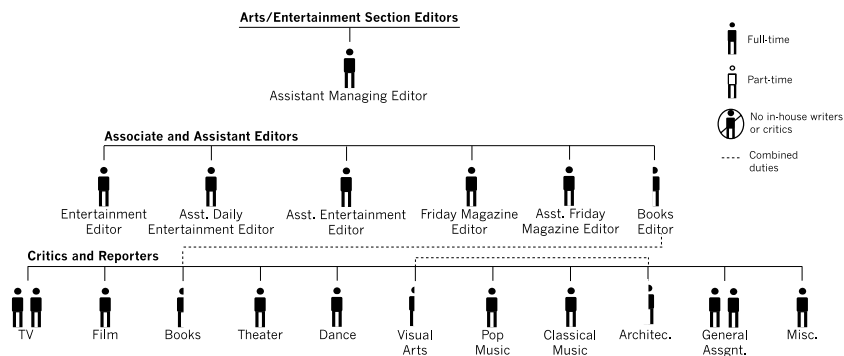 Arts/Entertainment Section Editors
Assistant Managing Editor
Full-time
Part-time
No in-house writers
or critics
Combined
duties
Associate and Assistant Editors
Entertainment
Editor
Asst. Daily
Entertainment Editor
Asst. Entertainment
Editor
Friday Magazine
Editor
Asst. Friday
Magazine Editor
Books
Editor
Critics and Reporters
TV
Film
Books
Theater
Dance
Visual
Arts
Pop
Music
Classical
Music
Architec.
General
Assgnt.
Misc.